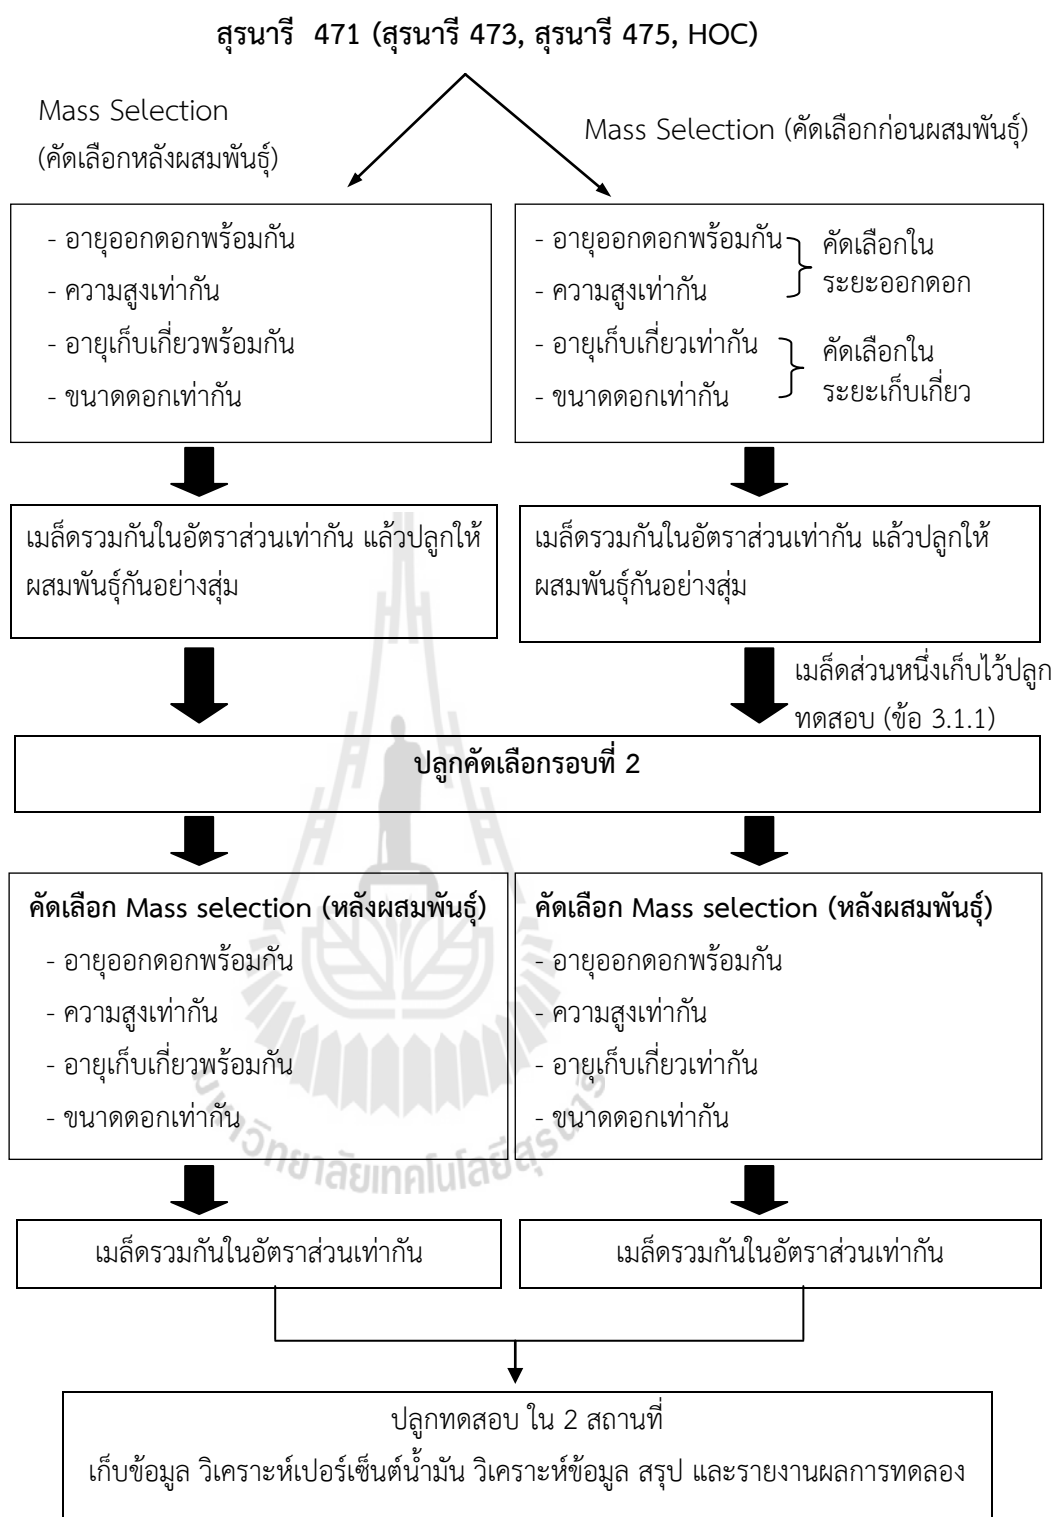 สุรนารี 471 (สุรนารี 473, สุรนารี 475, HOC)
Mass Selection
(คัดเลือกหลังผสมพันธุ์)
Mass Selection (คัดเลือกก่อนผสมพันธุ์)
- อายุออกดอกพร้อมกัน
- ความสูงเท่ากัน
- อายุเก็บเกี่ยวพร้อมกัน
- ขนาดดอกเท่ากัน
- อายุออกดอกพร้อมกัน
- ความสูงเท่ากัน
คัดเลือกใน
ระยะออกดอก
- อายุเก็บเกี่ยวเท่ากัน
- ขนาดดอกเท่ากัน
คัดเลือกใน
ระยะเก็บเกี่ยว
เมล็ดรวมกันในอัตราส่วนเท่ากัน แล้วปลูกให้
ผสมพันธุ์กันอย่างสุ่ม
เมล็ดรวมกันในอัตราส่วนเท่ากัน แล้วปลูกให้
ผสมพันธุ์กันอย่างสุ่ม
เมล็ดส่วนหนึ่งเก็บไว้ปลูก
ทดสอบ (ข้อ 3.1.1)
ปลูกคัดเลือกรอบที่ 2
คัดเลือก Mass selection (หลังผสมพันธุ์)
- อายุออกดอกพร้อมกัน
- ความสูงเท่ากัน
- อายุเก็บเกี่ยวพร้อมกัน
- ขนาดดอกเท่ากัน
คัดเลือก Mass selection (หลังผสมพันธุ์)
- อายุออกดอกพร้อมกัน
- ความสูงเท่ากัน
- อายุเก็บเกี่ยวเท่ากัน
- ขนาดดอกเท่ากัน
มหาวิทยาลัยเทคโนโลยีสุรนารี
เมล็ดรวมกันในอัตราส่วนเท่ากัน
เมล็ดรวมกันในอัตราส่วนเท่ากัน
ปลูกทดสอบ ใน 2 สถานที่
เก็บข้อมูล วิเคราะห์เปอร์เซ็นต์น้ำมัน วิเคราะห์ข้อมูล สรุป และรายงานผลการทดลอง